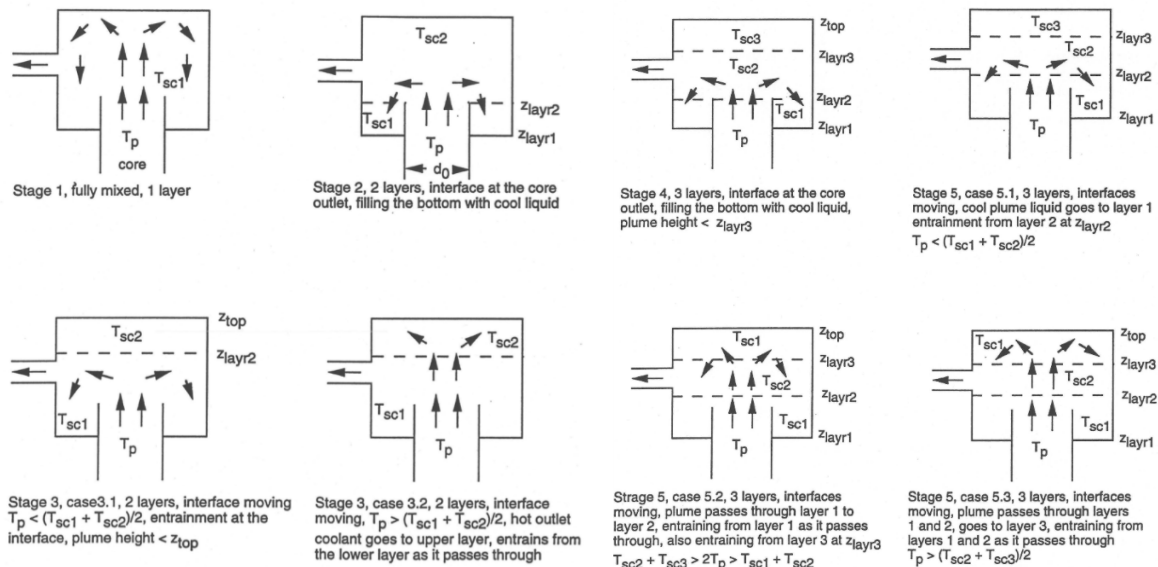 T_sc1
T_p
core
Stage 1, fully mixed, 1 layer
T_sc2
T_sc1
z_layr2
z_layr1
T_p
d_0
Stage 2, 2 layers, interface at the core
outlet, filling the bottom with cool liquid
z_top
T_sc3
z_layr3
T_sc2
z_layr2
T_sc1
T_p
z_layr1
Stage 4, 3 layers, interface at the core
outlet, filling the bottom with cool liquid,
plume height < z_layr3
z_top
T_sc3
z_layr3
T_sc2
z_layr2
T_sc1
T_p
z_layr1
Stage 5, case 5.1, 3 layers, interfaces
moving, cool plume liquid goes to layer 1
entrainment from layer 2 at z_layr2
T_p < (T_sc1 + T_sc2)/2
z_top
T_sc2
z_layr2
T_sc1
T_p
Stage 3, case3.1, 2 layers, interface moving
T_p < (T_sc1 + T_sc2)/2, entrainment at the
interface, plume height < z_top
T_sc2
T_sc1
T_p
Stage 3, case 3.2, 2 layers, interface
moving, T_p > (T_sc1 + T_sc2)/2, hot outlet
coolant goes to upper layer, entrains from
the lower layer as it passes through
z_top
T_sc1
z_layr3
T_sc2
z_layr2
T_sc1
T_p
z_layr1
Strage 5, case 5.2, 3 layers, interfaces
moving, plume passes through layer 1 to
layer 2, entraining from layer 1 as it passes
through, also entraining from layer 3 at z_layr3
T_sc2 + T_sc3 > 2T_p > T_sc1 + T_sc2
z_top
T_sc1
z_layr3
T_sc2
z_layr2
T_sc1
T_p
z_layr1
Stage 5, case 5.3, 3 layers, interfaces
moving, plume passes through layers
1 and 2, goes to layer 3, entraining from
layers 1 and 2 as it passes through
T_p > (T_sc2 + T_sc3)/2